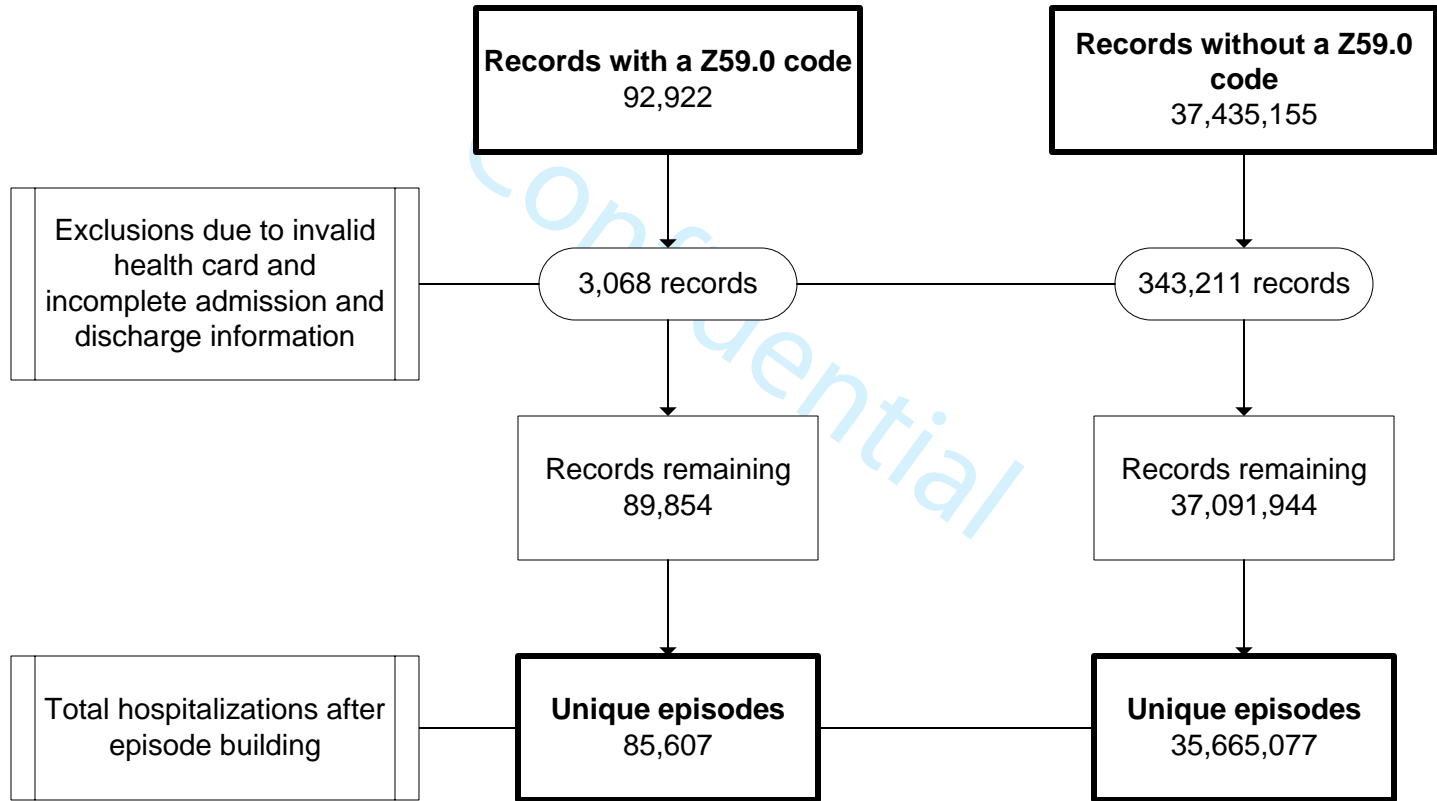 Records with a Z59.0 code
92,922
Records without a Z59.0
code
37,435,155
Exclusions due to invalid
health card and
incomplete admission and
discharge information
3,068 records
343,211 records
Records remaining
89,854
Records remaining
37,091,944
Total hospitalizations after
episode building
Unique episodes
85,607
Unique episodes
35,665,077
Confidential